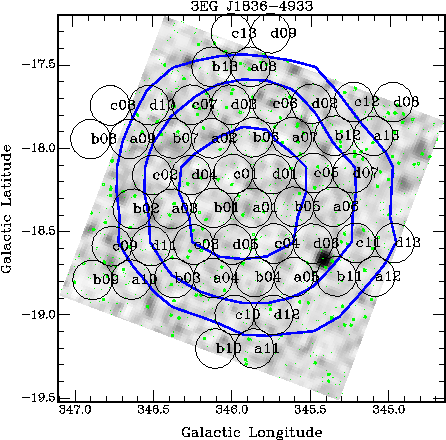 3EG J1836-4933
c13 d09
-17.5
b13 a08
c08 d10 c07 d03 c06 d02 c12 d08
b08 a09 b07 a02 b06 a07 b12 a13
-18.0
c02 d04 c01 d01 c05 d07
b02 a03 b01 a01 b05 a06
-18.5
c09 d11 c03 d05 c04 d06 c11 d13
b09 a10 b03 a04 b04 a05 b11 a12
-19.0
c10 d12
b10 a11
-19.5
347.0 346.5 346.0 345.5 345.0
Galactic Latitude
Galactic Longitude